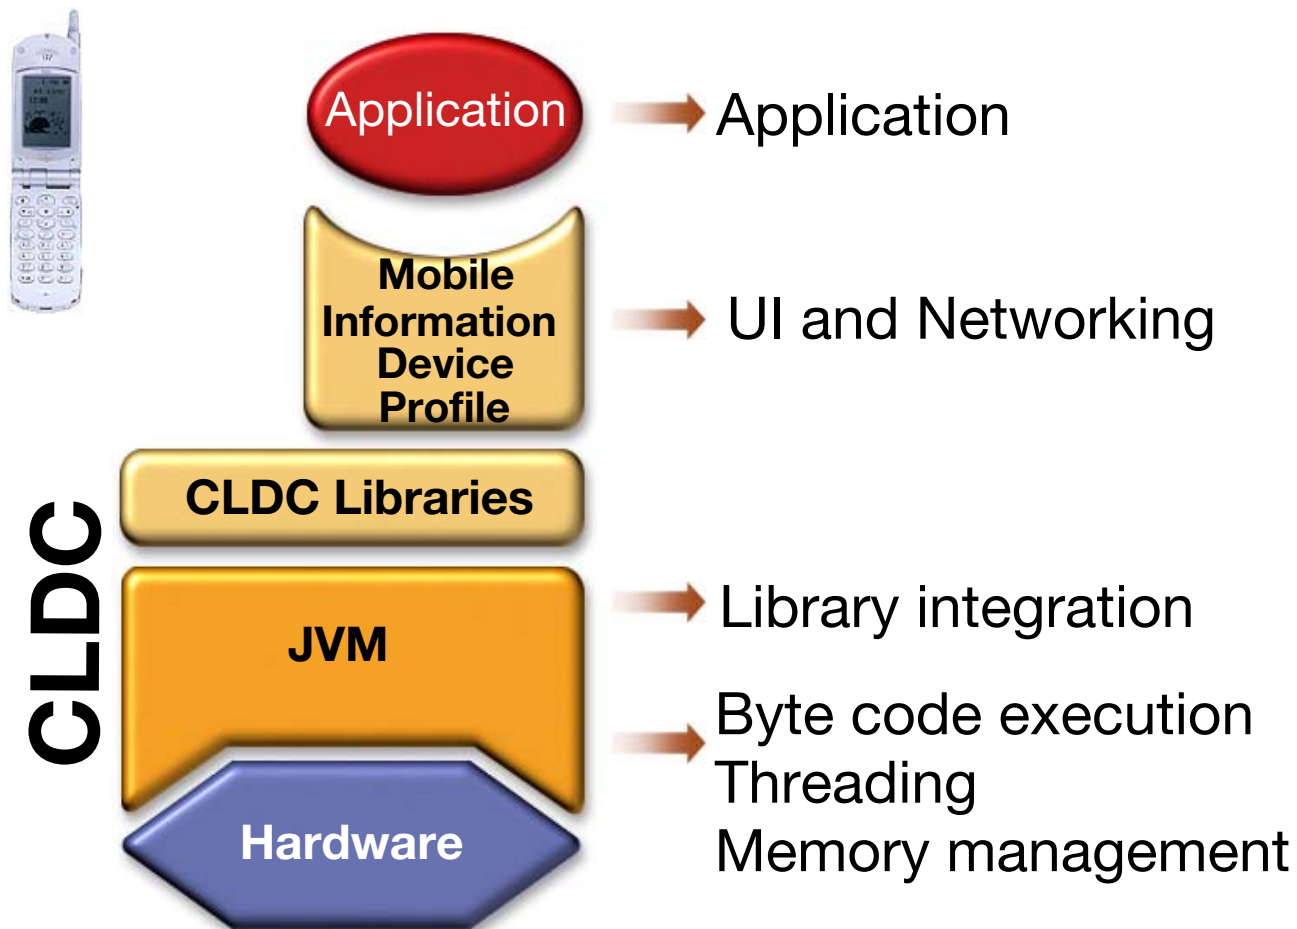 Application
Application
Mobile
Information
Device
Profile
UI and Networking
CLDC
CLDC Libraries
JVM
Library integration
Byte code execution
Threading
Memory management
Hardware